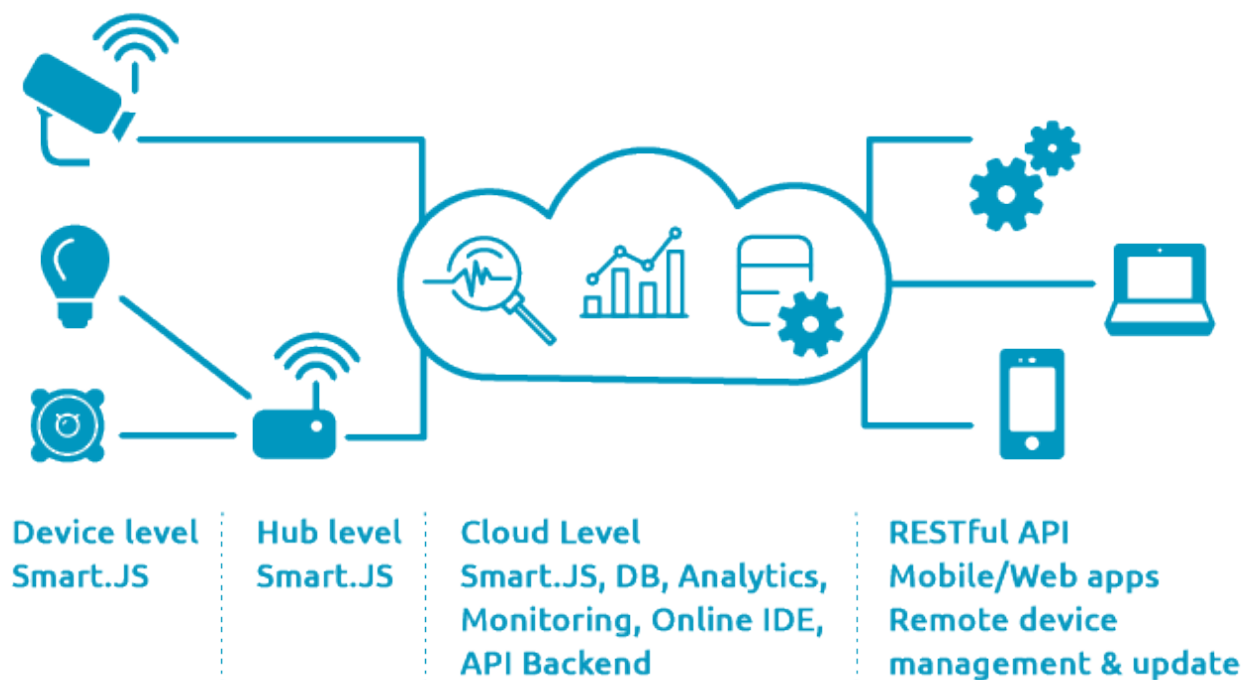 Device level
Smart.JS
Hub level
Smart.JS
Cloud Level
Smart.JS, DB, Analytics,
Monitoring, Online IDE,
API Backend
RESTful API
Mobile/Web apps
Remote device
management & update